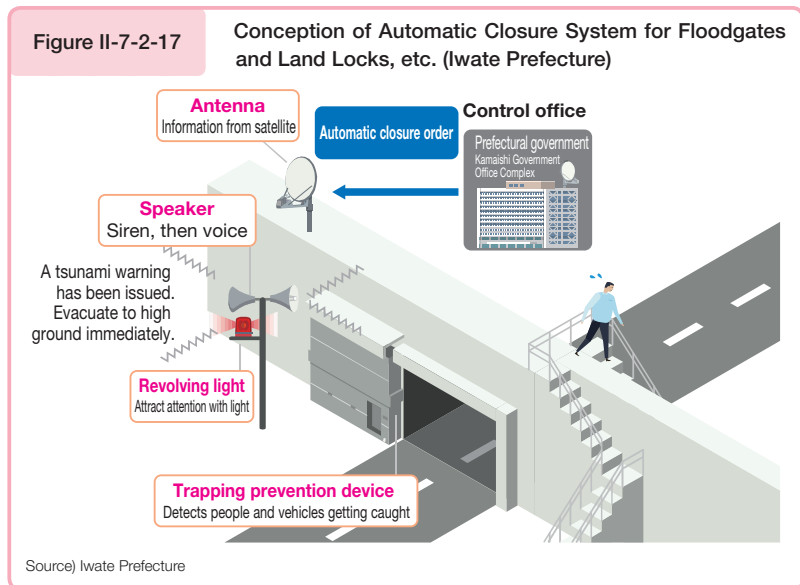 Figure II-7-2-17
Conception of Automatic Closure System for Floodgates
and Land Locks, etc. (Iwate Prefecture)
Antenna
Information from satellite
Automatic closure order
Control office
Prefectural government
Kamaishi Government
Office Complex
Speaker
Siren, then voice
A tsunami warning
has been issued.
Evacuate to high
ground immediately.
Revolving light
Attract attention with light
Trapping prevention device
Detects people and vehicles getting caught
Source) Iwate Prefecture